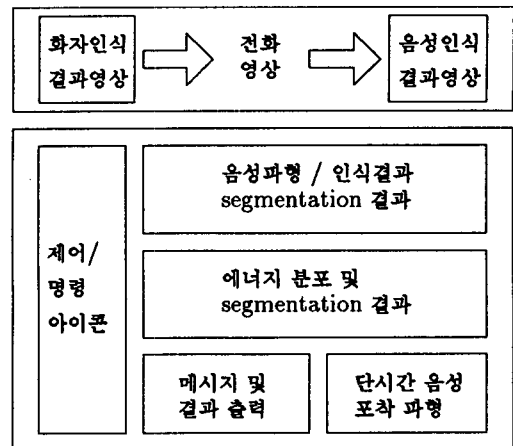 화자인식
결과영상
전화
영상
음성인식
결과영상
제어/
명령
아이콘
음성파형 / 인식결과
segmentation 결과
에너지 분포 및
segmentation 결과
메시지 및
결과 출력
단시간 음성
포착 파형